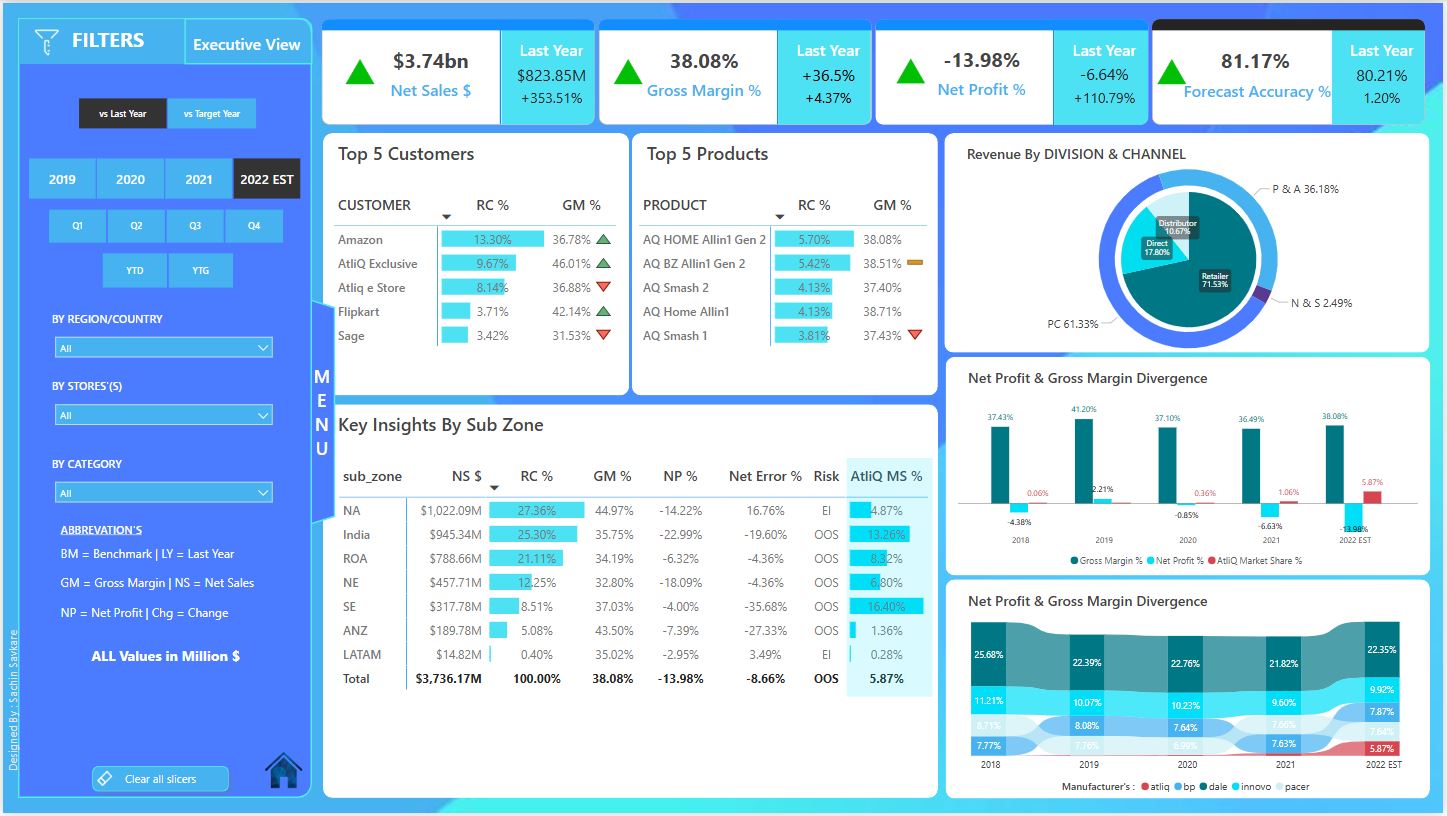 FILTERS
Executive View
vs Last Year vs Target Year
2019 2020 2021 2022 EST
Q1 Q2 Q3 Q4
YTD YTG
BY REGION/COUNTRY
All
BY STORES'(S)
All
BY CATEGORY
All
ABBREVATION'S
BM = Benchmark | LY = Last Year
GM = Gross Margin | NS = Net Sales
NP = Net Profit | Chg = Change
ALL Values in Million $
Clear all slicers
Designed By : Sachin Savkare
MENU
$3.74bn
Net Sales $
Last Year
$823.85M
+353.51%
38.08%
Gross Margin %
Last Year
+36.5%
+4.37%
-13.98%
Net Profit %
Last Year
-6.64%
+110.79%
81.17%
Forecast Accuracy %
Last Year
80.21%
1.20%
Top 5 Customers
CUSTOMER RC % GM %
Amazon 13.30% 36.78%
AtliQ Exclusive 9.67% 46.01%
Atliq e Store 8.14% 36.88%
Flipkart 3.71% 42.14%
Sage 3.42% 31.53%
Top 5 Products
PRODUCT RC % GM %
AQ HOME Allin1 Gen 2 5.70% 38.08%
AQ BZ Allin1 Gen 2 5.42% 38.51%
AQ Smash 2 4.13% 37.40%
AQ Home Allin1 4.13% 38.71%
AQ Smash 1 3.81% 37.43%
Revenue By DIVISION & CHANNEL
P & A 36.18%
Distributor
10.67%
Direct
17.80%
Retailer
71.53%
N & S 2.49%
PC 61.33%
Key Insights By Sub Zone
sub_zone NS $ RC % GM % NP % Net Error % Risk AtliQ MS %
NA $1,022.09M 27.36% 44.97% -14.22% 16.76% EI 4.87%
India $945.34M 25.30% 35.75% -22.99% -19.60% OOS 13.26%
ROA $788.66M 21.11% 34.19% -6.32% -4.36% OOS 8.32%
NE $457.71M 12.25% 32.80% -18.09% -4.36% OOS 6.80%
SE $317.78M 8.51% 37.03% -4.00% -35.68% OOS 16.40%
ANZ $189.78M 5.08% 43.50% -7.39% -27.33% OOS 1.36%
LATAM $14.82M 0.40% 35.02% -2.95% 3.49% EI 0.28%
Total $3,736.17M 100.00% 38.08% -13.98% -8.66% OOS 5.87%
Net Profit & Gross Margin Divergence
37.43% 41.20% 37.10% 36.49% 38.08%
0.06% 2.21% 0.36% 1.06% 5.87%
-4.38% -0.85% -6.63% -13.98%
2018 2019 2020 2021 2022 EST
Gross Margin % Net Profit % AtliQ Market Share %
Net Profit & Gross Margin Divergence
25.68% 22.39% 22.76% 21.82% 22.35%
11.21% 10.07% 10.23% 9.60% 9.92%
8.71% 8.08% 7.64% 7.66% 7.87%
7.77% 7.76% 6.99% 7.63% 7.64%
5.87%
2018 2019 2020 2021 2022 EST
Manufacturer's : atliq bp dale innovo pacer